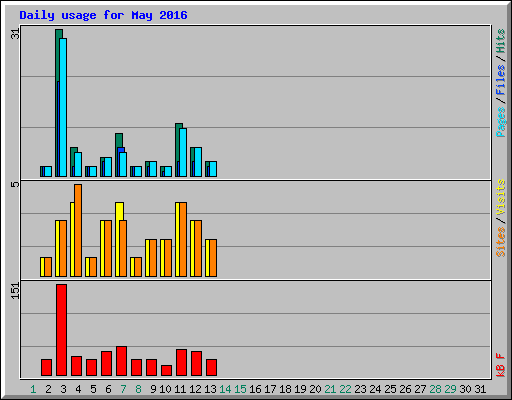 Daily usage for May 2016
31
Pages / Files / Hits
5
Sites / Visits
151
kB F
1 2 3 4 5 6 7 8 9 10 11 12 13 14 15 16 17 18 19 20 21 22 23 24 25 26 27 28 29 30 31